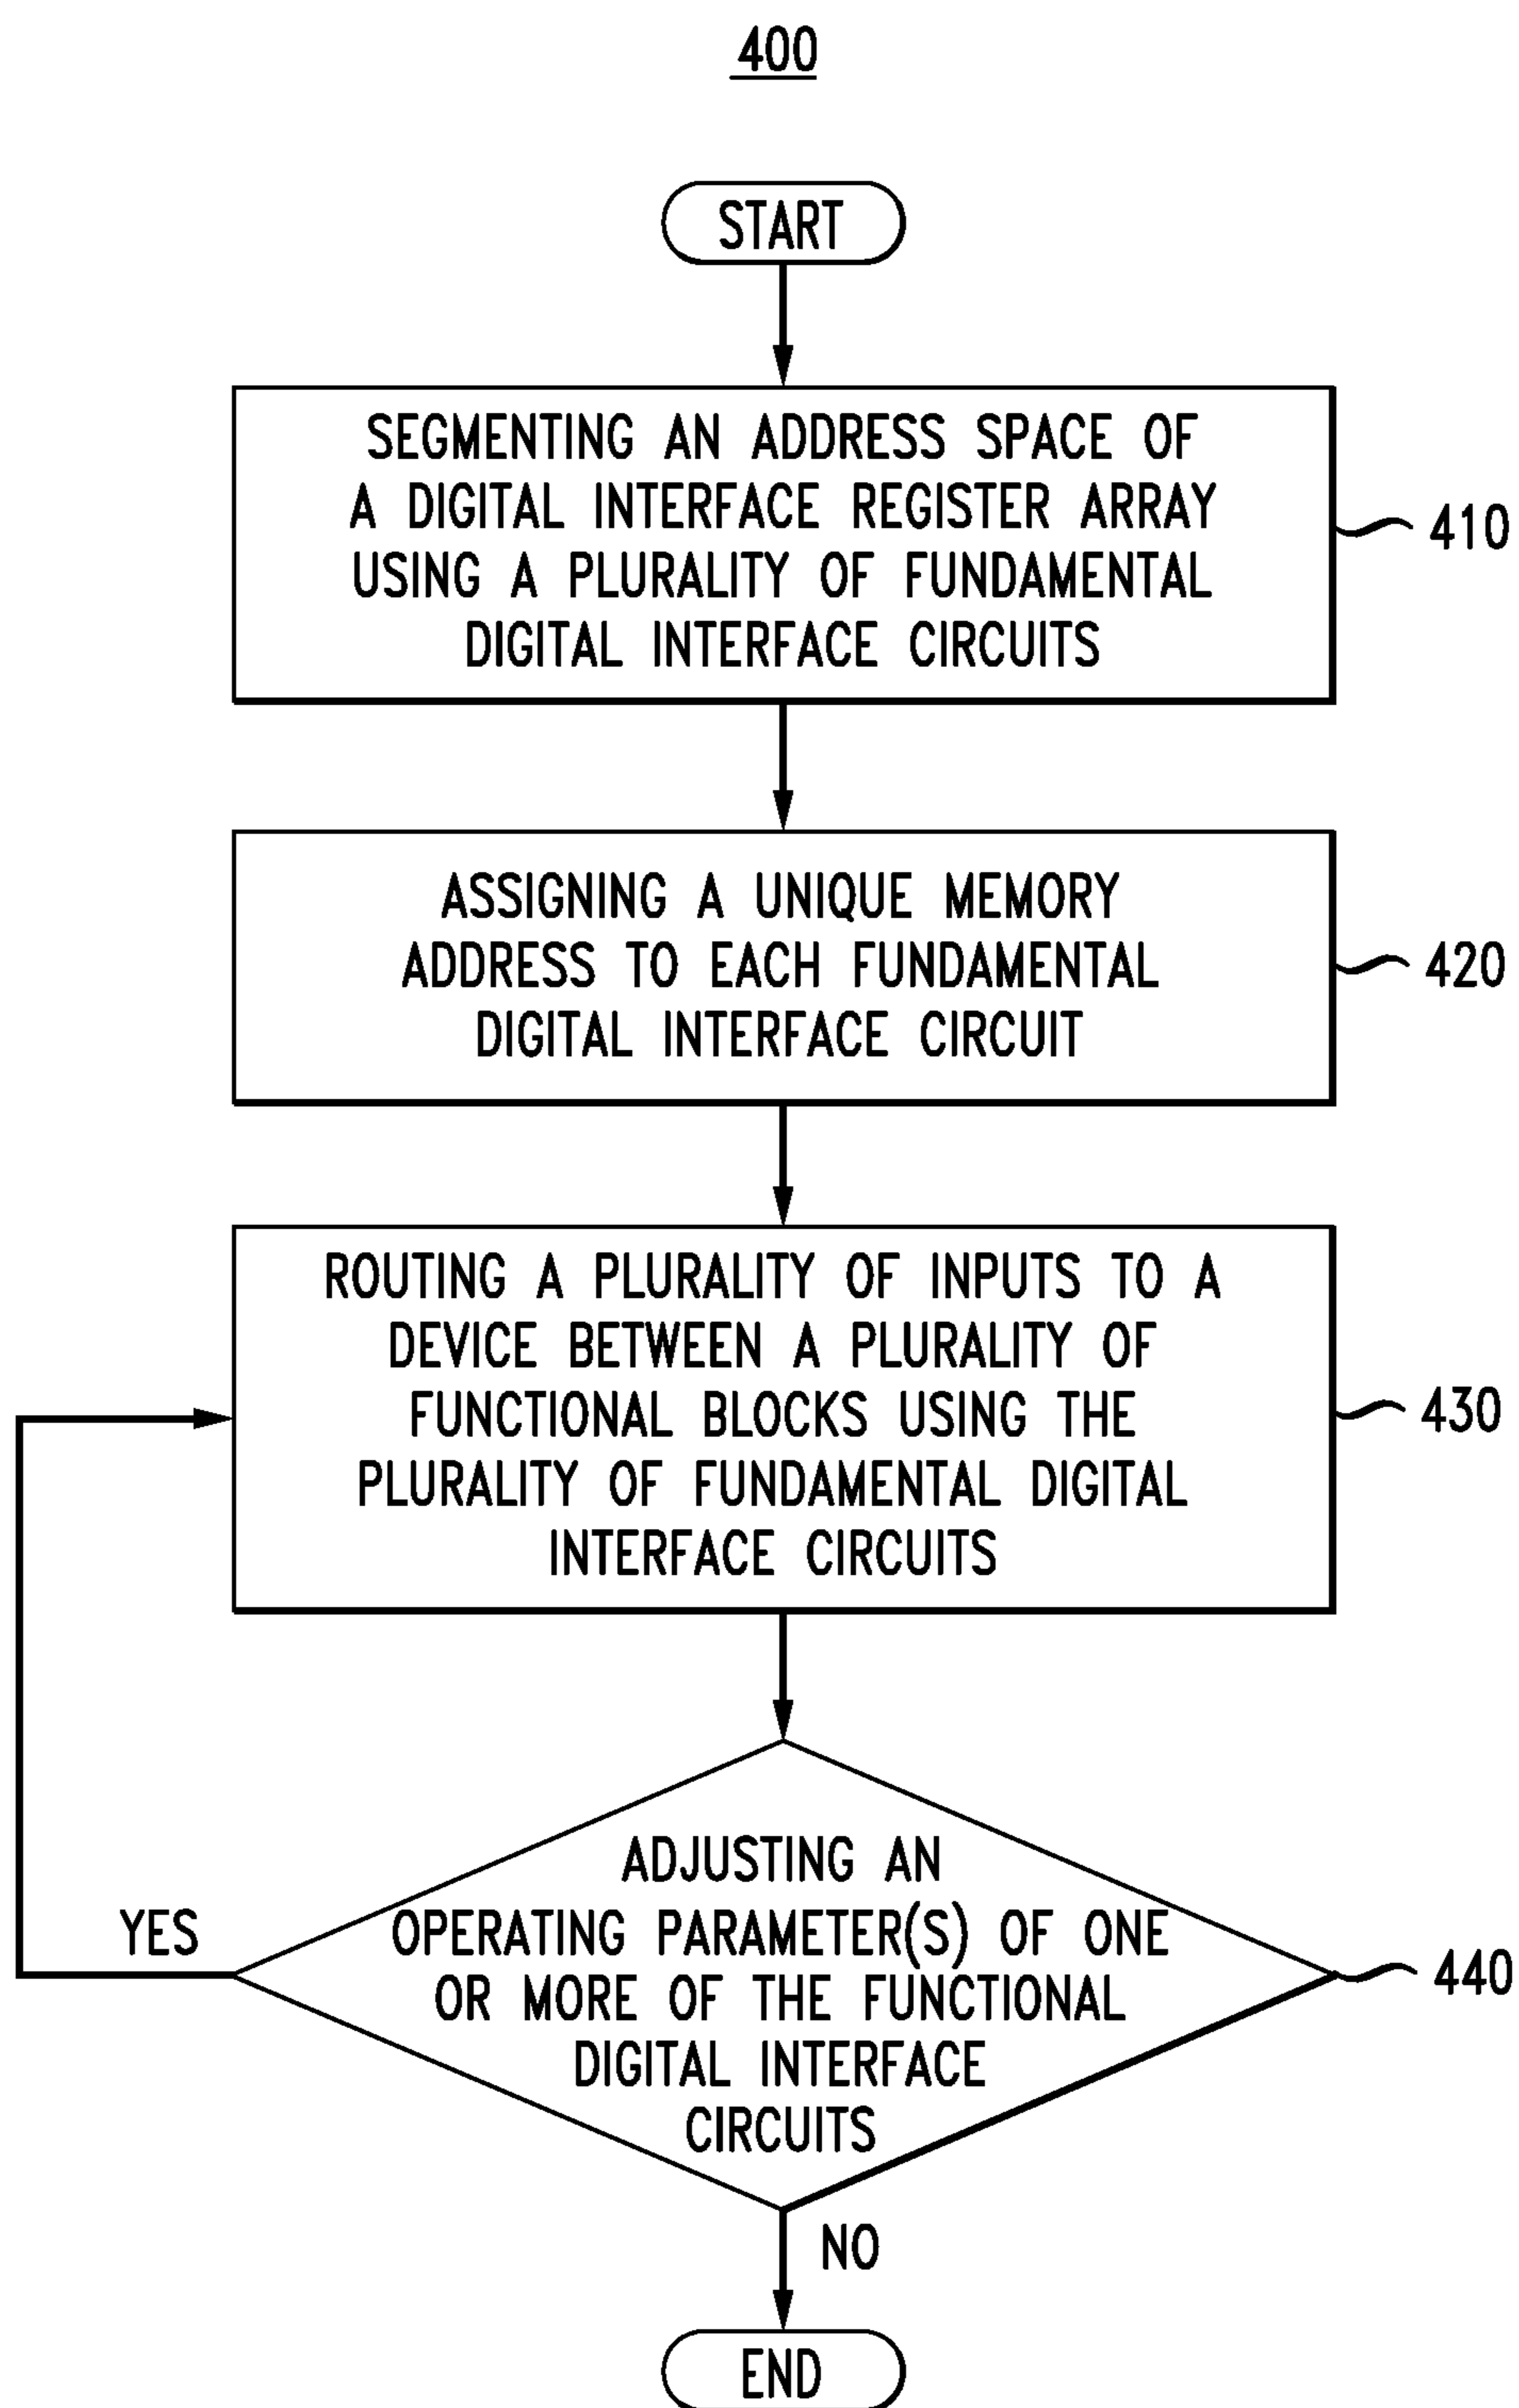 400
START
SEGMENTING AN ADDRESS SPACE OF
A DIGITAL INTERFACE REGISTER ARRAY
USING A PLURALITY OF FUNDAMENTAL
DIGITAL INTERFACE CIRCUITS
410
ASSIGNING A UNIQUE MEMORY
ADDRESS TO EACH FUNDAMENTAL
DIGITAL INTERFACE CIRCUIT
420
ROUTING A PLURALITY OF INPUTS TO A
DEVICE BETWEEN A PLURALITY OF
FUNCTIONAL BLOCKS USING THE
PLURALITY OF FUNDAMENTAL DIGITAL
INTERFACE CIRCUITS
430
ADJUSTING AN
OPERATING PARAMETER(S) OF ONE
OR MORE OF THE FUNCTIONAL
DIGITAL INTERFACE
CIRCUITS
440
YES
NO
END